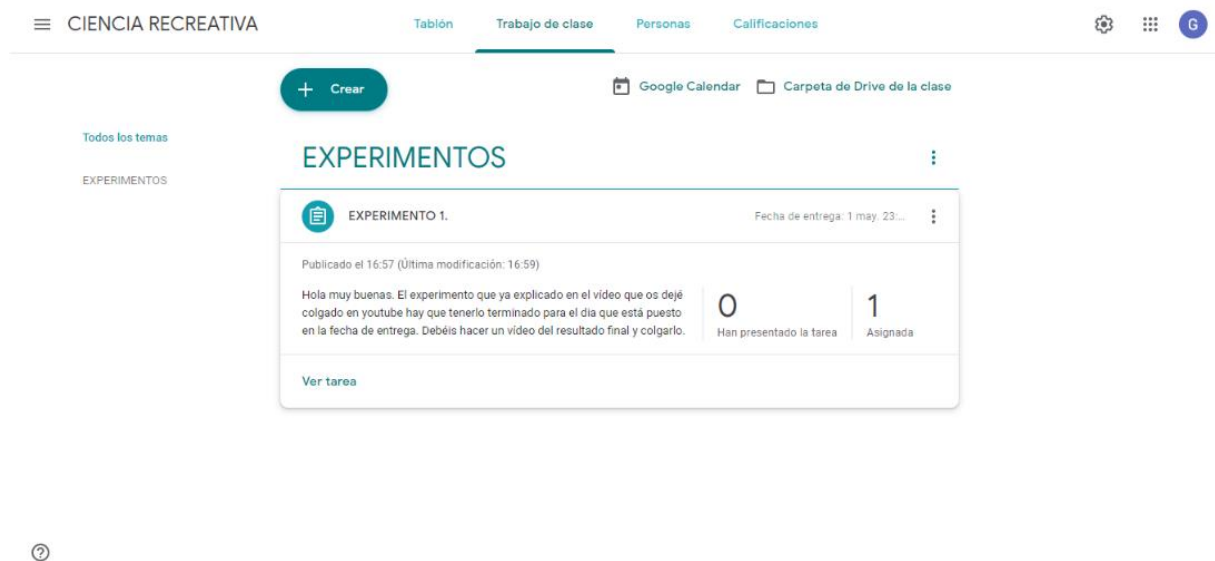 CIENCIA RECREATIVA
Tablón
Trabajo de clase
Personas
Calificaciones
G
Crear
Google Calendar
Carpeta de Drive de la clase
Todos los temas
EXPERIMENTOS
EXPERIMENTOS
EXPERIMENTO 1.
Fecha de entrega: 1 may. 23:...
Publicado el 16:57 (Última modificación: 16:59)
Hola muy buenas. El experimento que ya explicado en el vídeo que os dejé
colgado en youtube hay que tenerlo terminado para el dia que está puesto
en la fecha de entrega. Debéis hacer un vídeo del resultado final y colgarlo.
0
Han presentado la tarea
1
Asignada
Ver tarea